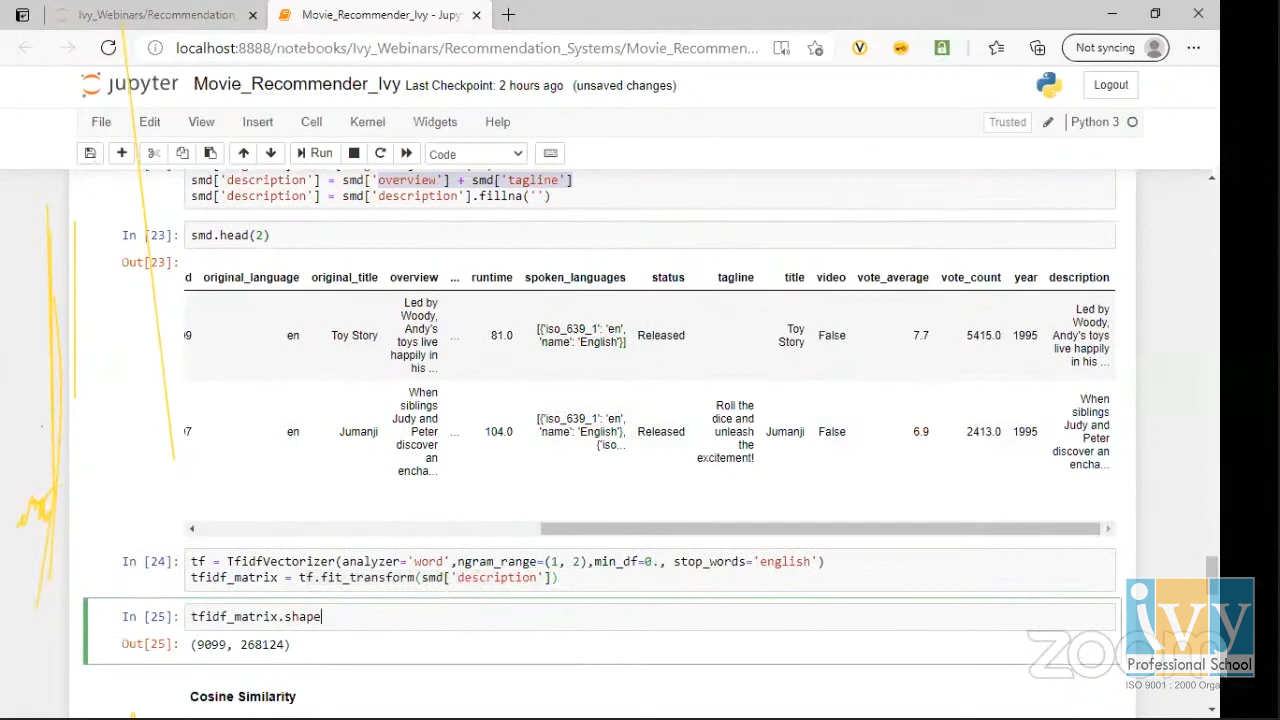 Ivy_Webinars/Recommendation_
Movie_Recommender_Ivy - Jupy
localhost:8888/notebooks/Ivy_Webinars/Recommendation_Systems/Movie_Recommen...
Not syncing
jupyter Movie_Recommender_Ivy Last Checkpoint: 2 hours ago (unsaved changes)
Logout
File Edit View Insert Cell Kernel Widgets Help
Trusted
Python 3
Run
Code
smd['description'] = smd['overview'] + smd['tagline']
smd['description'] = smd['description'].fillna('')
In [23]: smd.head(2)
Out[23]:
d original_language original_title overview ... runtime spoken_languages status tagline title video vote_average vote_count year description
9 en Toy Story
Led by
Woody,
Andy's
toys live
happily in
his ...
... 81.0
[{'iso_639_1': 'en',
'name': 'English'}]
Released
Toy
Story
False 7.7 5415.0 1995
Led by
Woody,
Andy's toys
live happily
in his ...
7 en Jumanji
When
siblings
Judy and
Peter
discover
an
encha...
... 104.0
[{'iso_639_1': 'en',
'name': 'English'},
{'iso...
Released
Roll the
dice and
unleash
the
excitement!
Jumanji False 6.9 2413.0 1995
When
siblings
Judy and
Peter
discover an
encha...
In [24]: tf = TfidfVectorizer(analyzer='word',ngram_range=(1, 2),min_df=0., stop_words='english')
tfidf_matrix = tf.fit_transform(smd['description'])
In [25]: tfidf_matrix.shape
Out[25]: (9099, 268124)
Cosine Similarity
zoom
ivy
Professional School
ISO 9001 : 2000 Orga